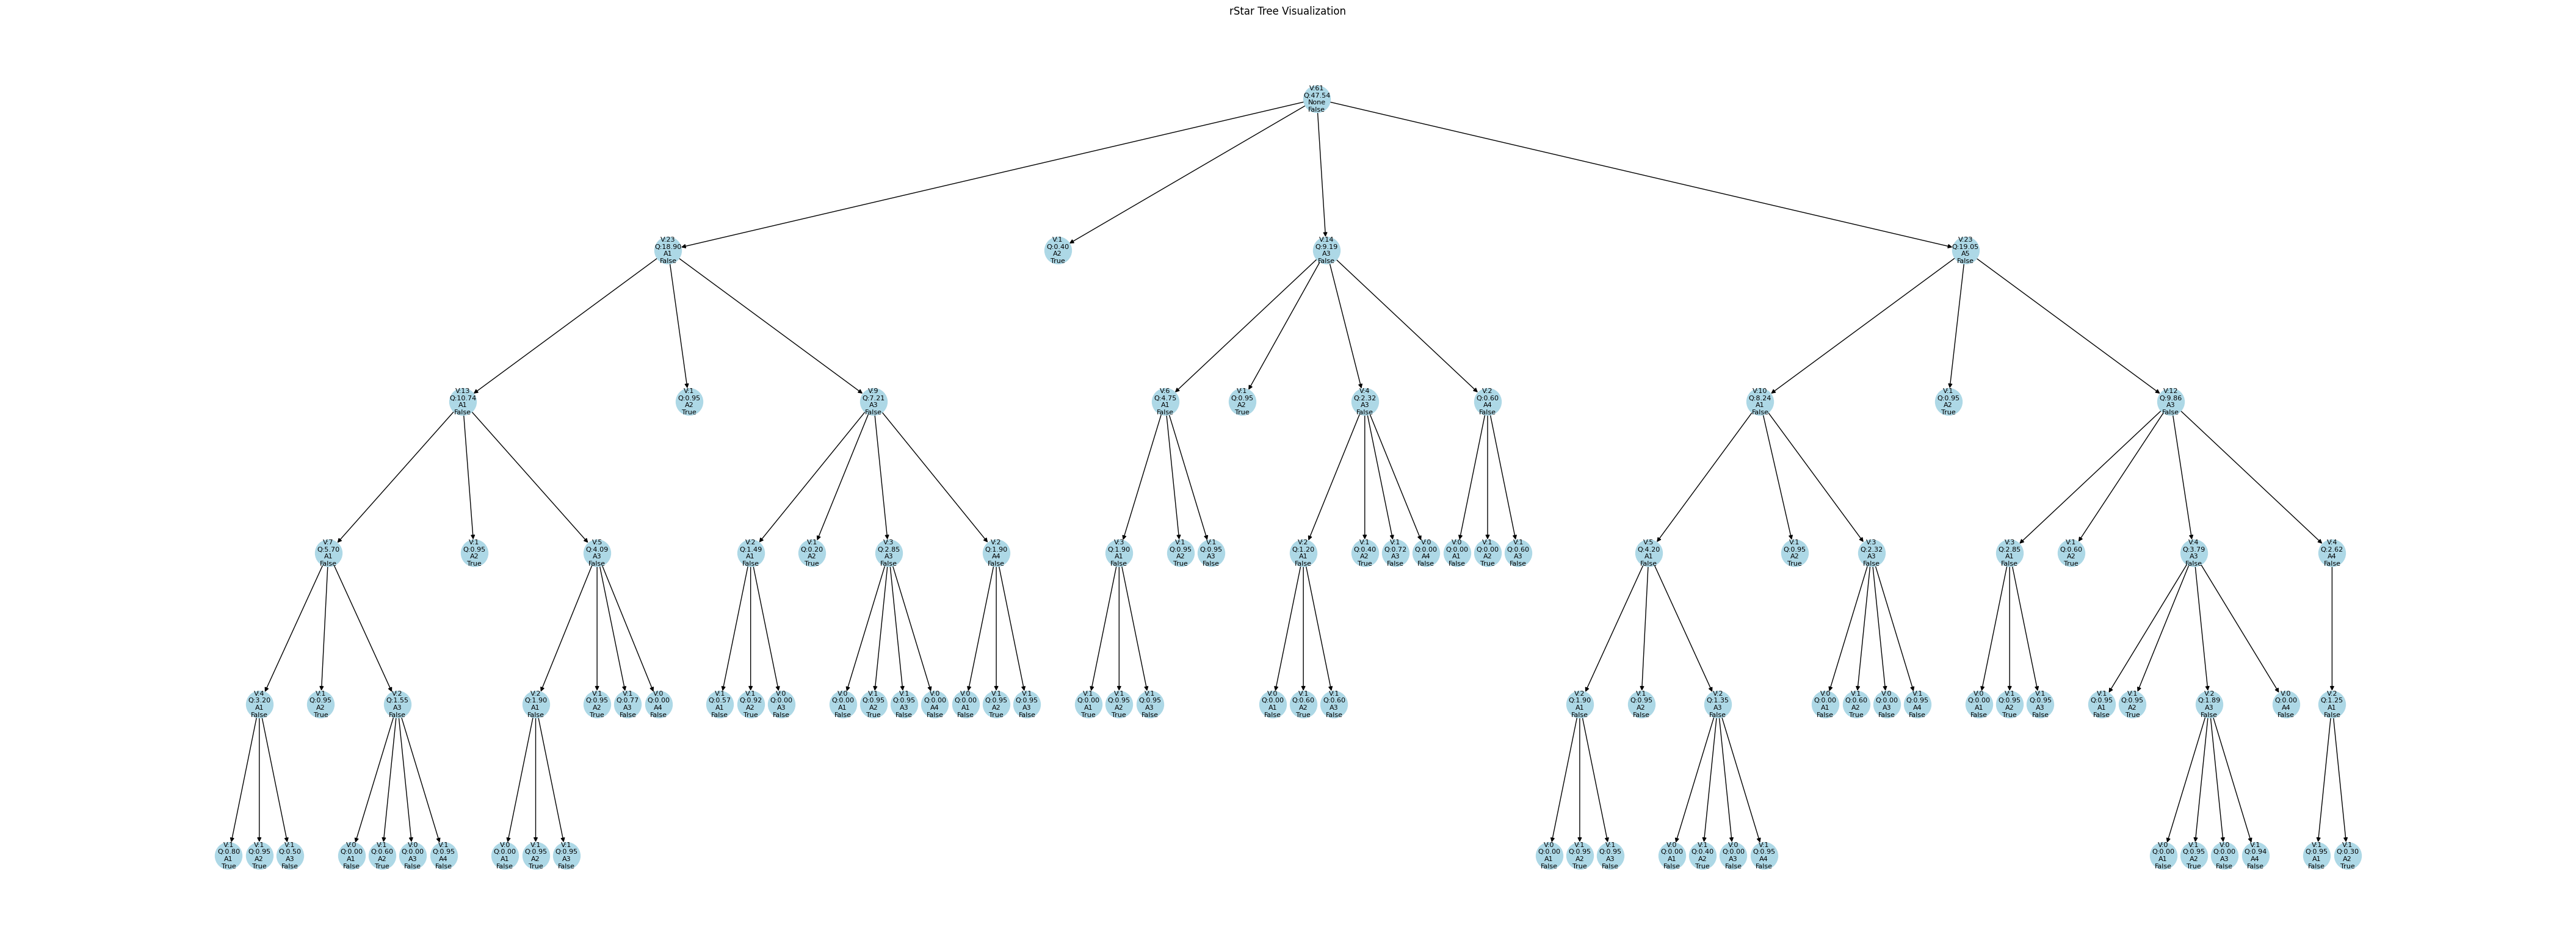 rStar Tree Visualization
V:61
Q:47.54
None
False
V:23
Q:18.90
A1
False
V:1
Q:0.40
A2
True
V:14
Q:9.19
A3
False
V:23
Q:19.05
A5
False
V:13
Q:10.74
A1
False
V:1
Q:0.95
A2
True
V:9
Q:7.21
A3
False
V:6
Q:4.75
A1
False
V:1
Q:0.95
A2
True
V:4
Q:2.32
A3
False
V:2
Q:0.60
A4
False
V:10
Q:8.24
A1
False
V:1
Q:0.95
A2
True
V:12
Q:9.86
A3
False
V:7
Q:5.70
A1
False
V:1
Q:0.95
A2
True
V:5
Q:4.09
A3
False
V:2
Q:1.49
A1
False
V:1
Q:0.20
A2
True
V:3
Q:2.85
A3
False
V:2
Q:1.90
A4
False
V:3
Q:1.90
A1
False
V:1
Q:0.95
A2
True
V:1
Q:0.95
A3
False
V:2
Q:1.20
A1
False
V:1
Q:0.40
A2
True
V:1
Q:0.72
A3
False
V:0
Q:0.00
A4
False
V:0
Q:0.00
A1
False
V:1
Q:0.00
A2
True
V:1
Q:0.60
A3
False
V:5
Q:4.20
A1
False
V:1
Q:0.95
A2
True
V:3
Q:2.32
A3
False
V:3
Q:2.85
A1
False
V:1
Q:0.60
A2
True
V:4
Q:3.79
A3
False
V:4
Q:2.62
A4
False
V:4
Q:3.20
A1
False
V:1
Q:0.95
A2
True
V:2
Q:1.55
A3
False
V:2
Q:1.90
A1
False
V:1
Q:0.95
A2
True
V:1
Q:0.77
A3
False
V:0
Q:0.00
A4
False
V:1
Q:0.57
A1
False
V:1
Q:0.92
A2
True
V:0
Q:0.00
A3
False
V:0
Q:0.00
A1
False
V:1
Q:0.95
A2
True
V:1
Q:0.95
A3
False
V:0
Q:0.00
A4
False
V:0
Q:0.00
A1
False
V:1
Q:0.95
A2
True
V:1
Q:0.95
A3
False
V:1
Q:0.00
A1
True
V:1
Q:0.95
A2
True
V:1
Q:0.95
A3
False
V:0
Q:0.00
A1
False
V:1
Q:0.60
A2
True
V:1
Q:0.60
A3
False
V:2
Q:1.90
A1
False
V:1
Q:0.95
A2
False
V:2
Q:1.35
A3
False
V:0
Q:0.00
A1
False
V:1
Q:0.60
A2
True
V:0
Q:0.00
A3
False
V:1
Q:0.95
A4
False
V:0
Q:0.00
A1
False
V:1
Q:0.95
A2
True
V:1
Q:0.95
A3
False
V:1
Q:0.95
A1
False
V:1
Q:0.95
A2
True
V:2
Q:1.89
A3
False
V:0
Q:0.00
A4
False
V:2
Q:1.25
A1
False
V:1
Q:0.80
A1
True
V:1
Q:0.95
A2
True
V:1
Q:0.50
A3
False
V:0
Q:0.00
A1
False
V:1
Q:0.60
A2
True
V:0
Q:0.00
A3
False
V:1
Q:0.95
A4
False
V:0
Q:0.00
A1
False
V:1
Q:0.95
A2
True
V:1
Q:0.95
A3
False
V:0
Q:0.00
A1
False
V:1
Q:0.95
A2
True
V:1
Q:0.95
A3
False
V:0
Q:0.00
A1
False
V:1
Q:0.40
A2
True
V:0
Q:0.00
A3
False
V:1
Q:0.95
A4
False
V:0
Q:0.00
A1
False
V:1
Q:0.95
A2
True
V:0
Q:0.00
A3
False
V:1
Q:0.94
A4
False
V:1
Q:0.95
A1
False
V:1
Q:0.30
A2
True